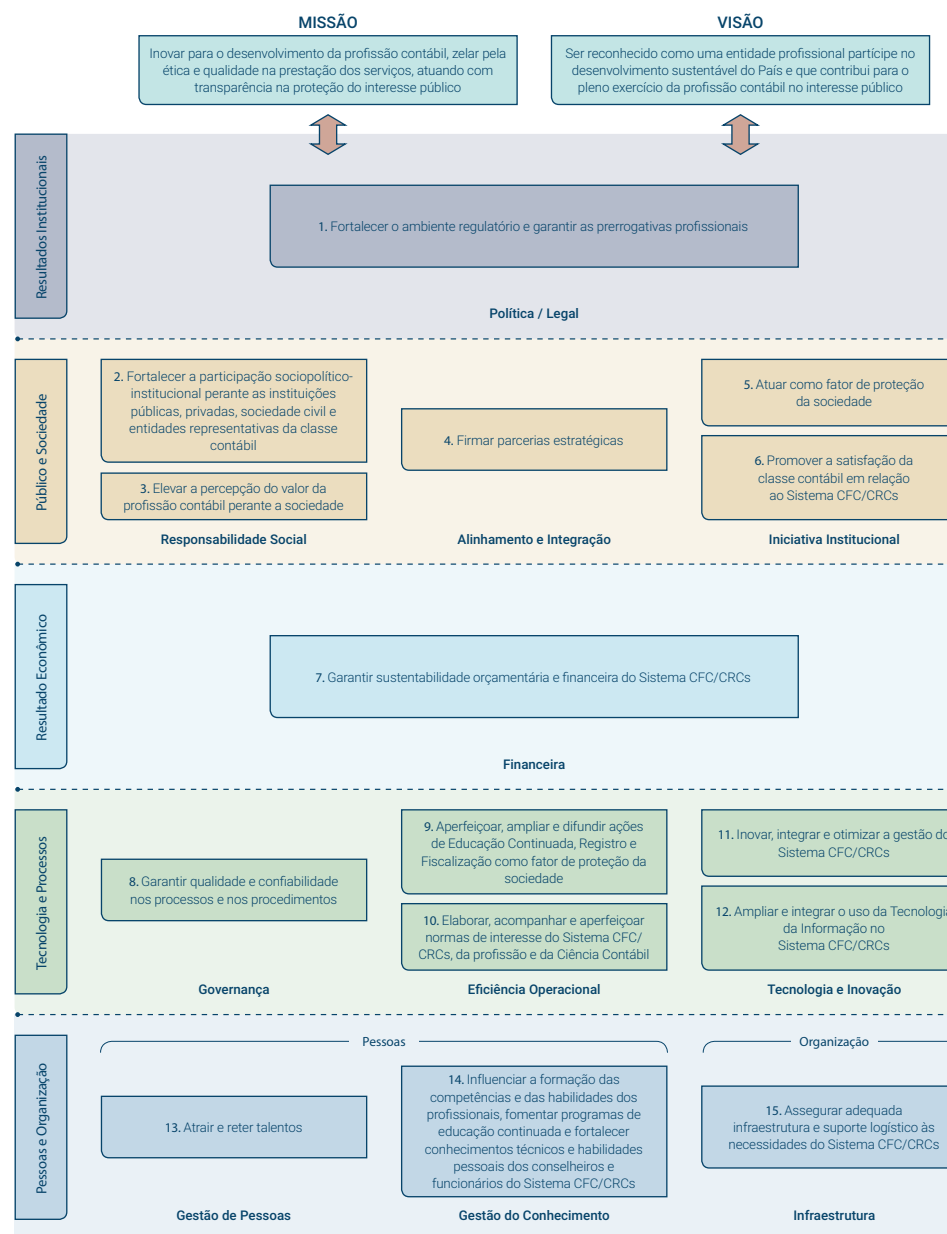 MISSÃO
Inovar para o desenvolvimento da profissão contábil, zelar pela
ética e qualidade na prestação dos serviços, atuando com
transparência na proteção do interesse público
VISÃO
Ser reconhecido como uma entidade profissional partícipe no
desenvolvimento sustentável do País e que contribui para o
pleno exercício da profissão contábil no interesse público
Resultados Institucionais
1. Fortalecer o ambiente regulatório e garantir as prerrogativas profissionais
Política / Legal
Público e Sociedade
2. Fortalecer a participação sociopolítico-
institucional perante as instituições
públicas, privadas, sociedade civil e
entidades representativas da classe
contábil
3. Elevar a percepção do valor da
profissão contábil perante a sociedade
Responsabilidade Social
4. Firmar parcerias estratégicas
Alinhamento e Integração
5. Atuar como fator de proteção
da sociedade
6. Promover a satisfação da
classe contábil em relação
ao Sistema CFC/CRCs
Iniciativa Institucional
Resultado Econômico
7. Garantir sustentabilidade orçamentária e financeira do Sistema CFC/CRCs
Financeira
Tecnologia e Processos
8. Garantir qualidade e confiabilidade
nos processos e nos procedimentos
Governança
9. Aperfeiçoar, ampliar e difundir ações
de Educação Continuada, Registro e
Fiscalização como fator de proteção da
sociedade
10. Elaborar, acompanhar e aperfeiçoar
normas de interesse do Sistema CFC/
CRCs, da profissão e da Ciência Contábil
Eficiência Operacional
11. Inovar, integrar e otimizar a gestão do
Sistema CFC/CRCs
12. Ampliar e integrar o uso da Tecnologia
da Informação no
Sistema CFC/CRCs
Tecnologia e Inovação
Pessoas e Organização
Pessoas
13. Atrair e reter talentos
Gestão de Pessoas
14. Influenciar a formação das
competências e das habilidades dos
profissionais, fomentar programas de
educação continuada e fortalecer
conhecimentos técnicos e habilidades
pessoais dos conselheiros e
funcionários do Sistema CFC/CRCs
Gestão do Conhecimento
Organização
15. Assegurar adequada
infraestrutura e suporte logístico às
necessidades do Sistema CFC/CRCs
Infraestrutura